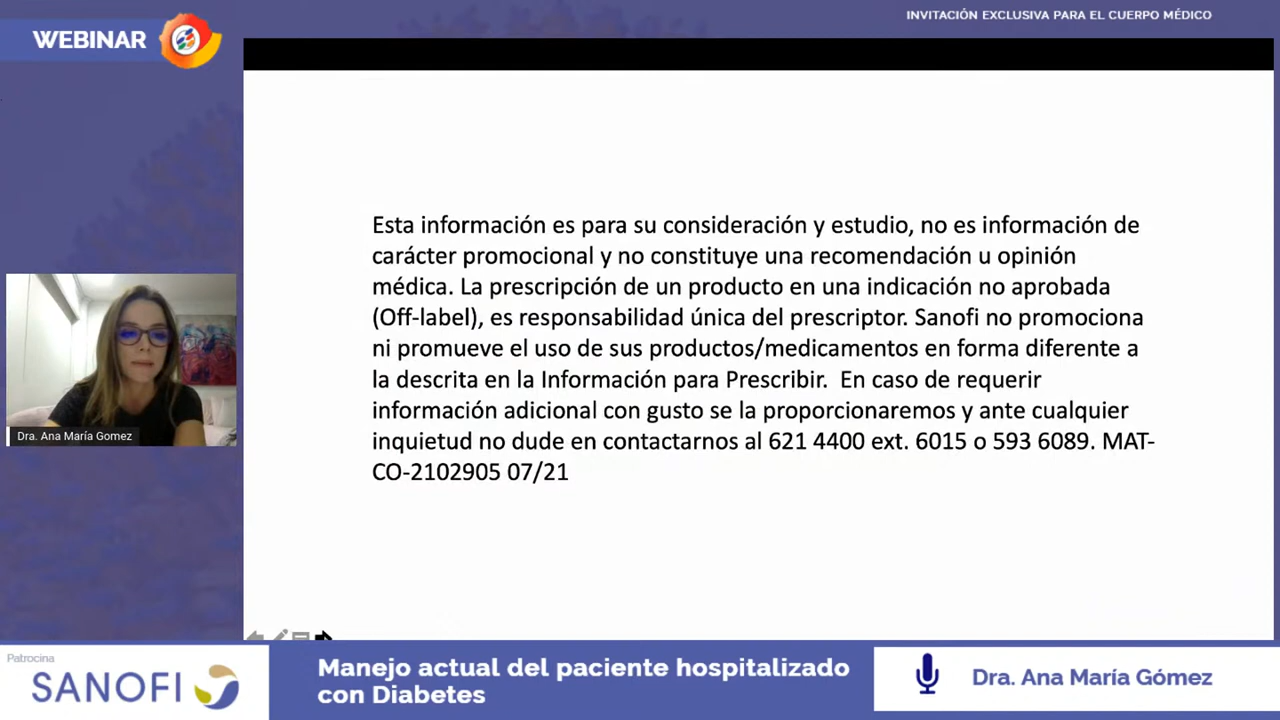 INVITACIÓN EXCLUSIVA PARA EL CUERPO MÉDICO
WEBINAR
Esta información es para su consideración y estudio, no es información de
carácter promocional y no constituye una recomendación u opinión
médica. La prescripción de un producto en una indicación no aprobada
(Off-label), es responsabilidad única del prescriptor. Sanofi no promociona
ni promueve el uso de sus productos/medicamentos en forma diferente a
la descrita en la Información para Prescribir.  En caso de requerir
información adicional con gusto se la proporcionaremos y ante cualquier
inquietud no dude en contactarnos al 621 4400 ext. 6015 o 593 6089. MAT-
CO-2102905 07/21
Dra. Ana María Gomez
Patrocina
SANOFI
Manejo actual del paciente hospitalizado
con Diabetes
Dra. Ana María Gómez